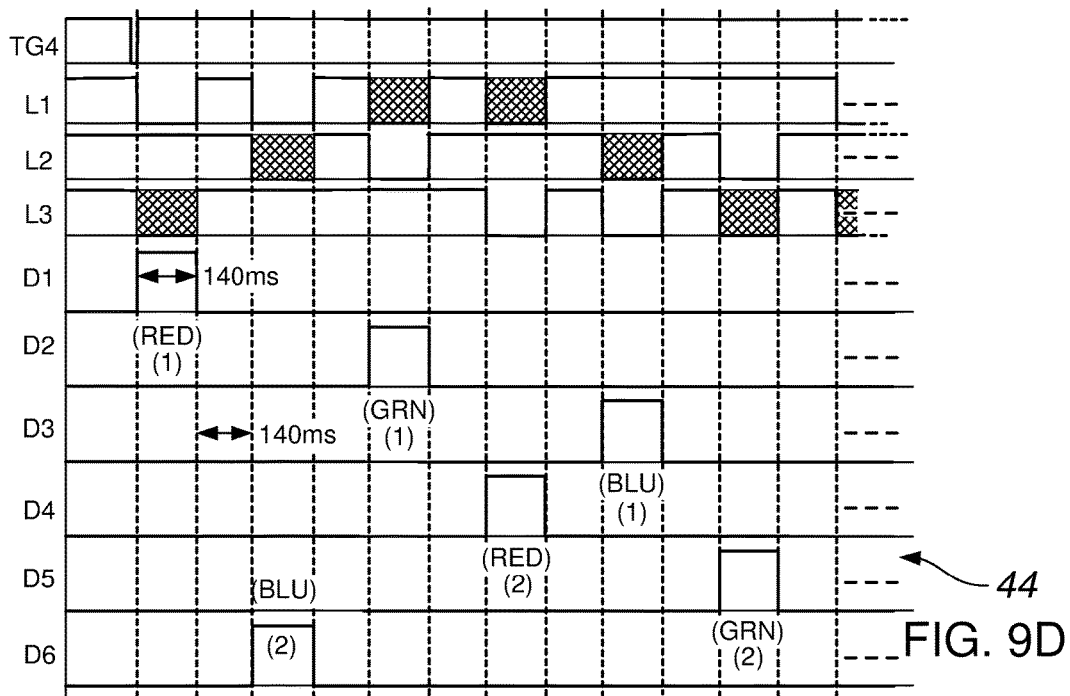 TG4
L1
L2
L3
D1
140ms
(RED)
(1)
D2
(GRN)
(1)
D3
140ms
D4
(BLU)
(1)
(RED)
(2)
D5
(BLU)
(2)
44
(GRN)
(2)
D6
FIG. 9D